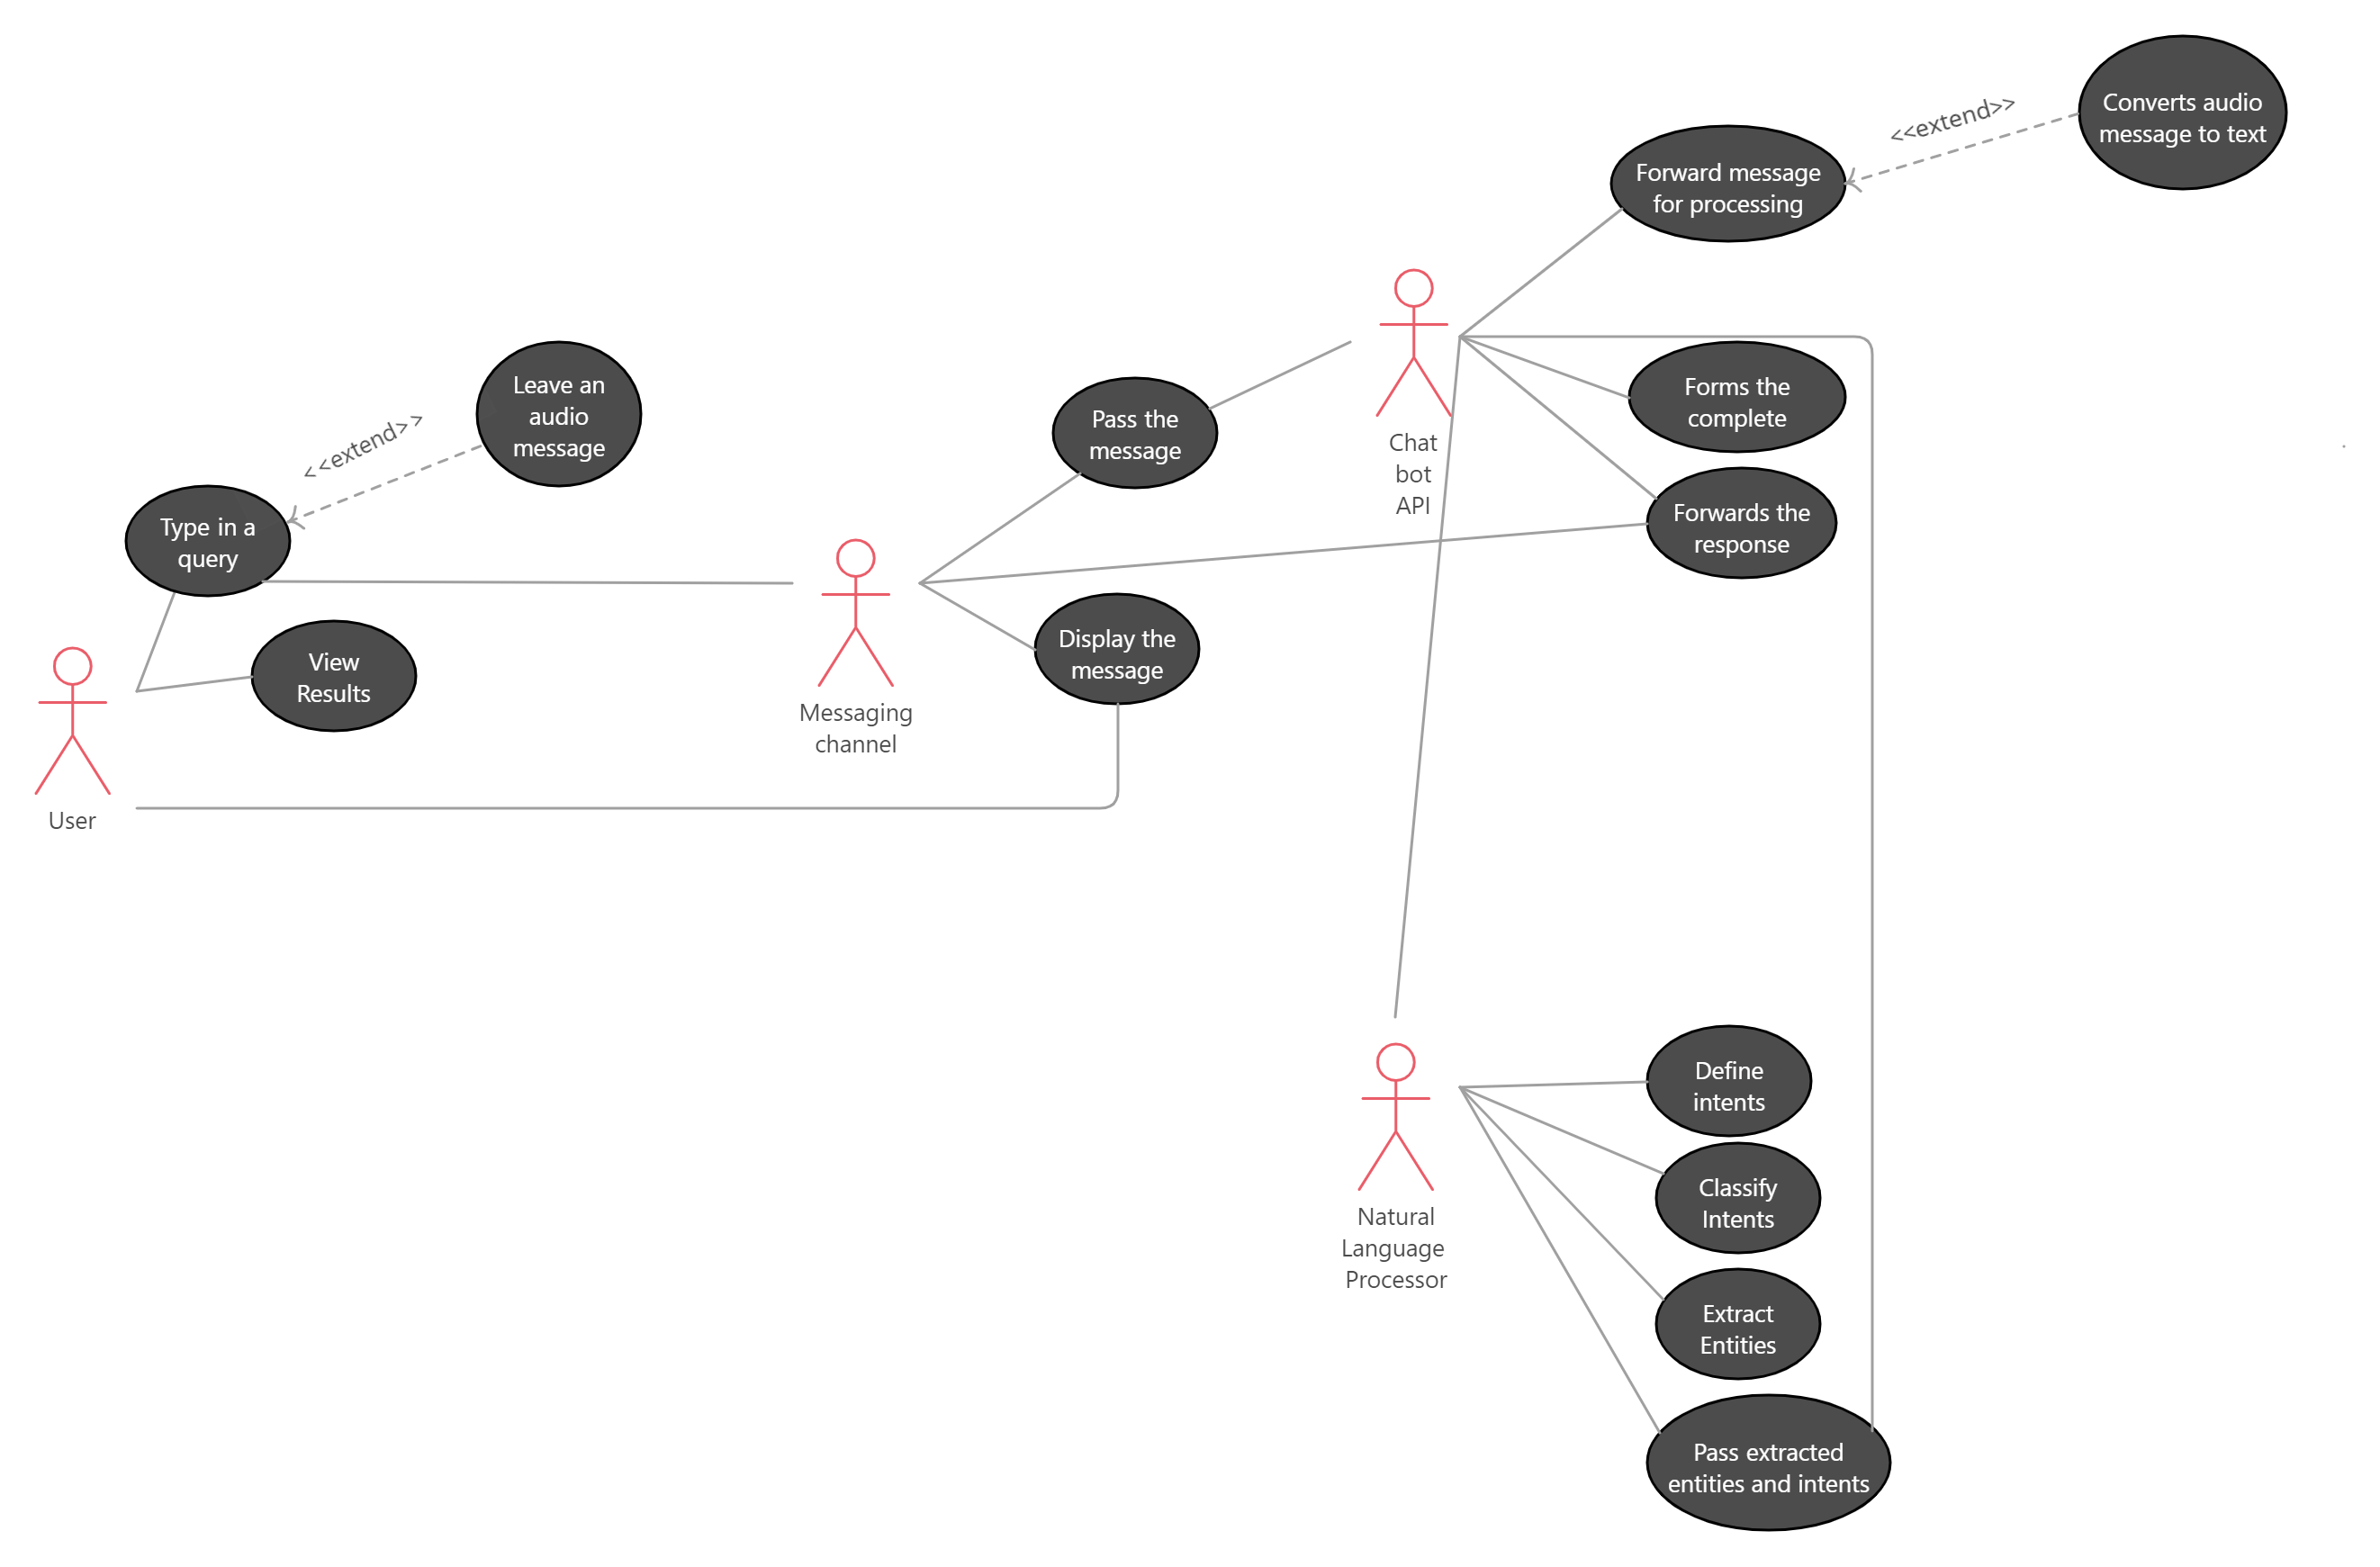 Converts audio
message to text
<<extend>>
Forward message
for processing
Leave an
audio
message
<<extend>>
Type in a
query
View
Results
User
Messaging
channel
Pass the
message
Display the
message
Chat
bot
API
Forms the
complete
Forwards the
response
Natural
Language
Processor
Define
intents
Classify
Intents
Extract
Entities
Pass extracted
entities and intents